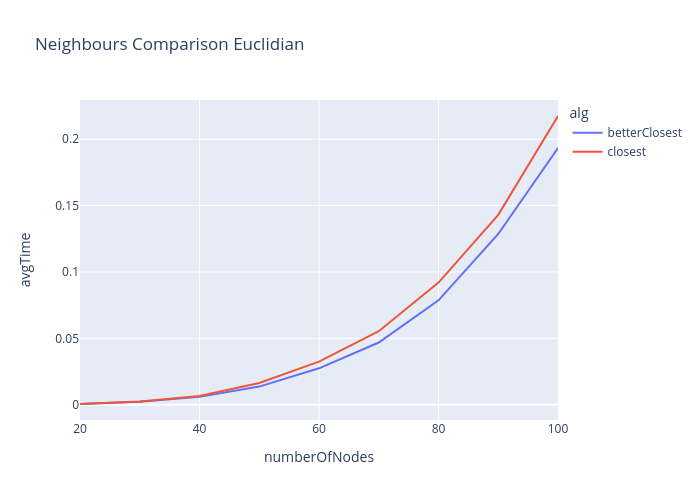 Neighbours Comparison Euclidian
alg
betterClosest
closest
avgTime
0.2
0.15
0.1
0.05
0
20 40 60 80 100
numberOfNodes